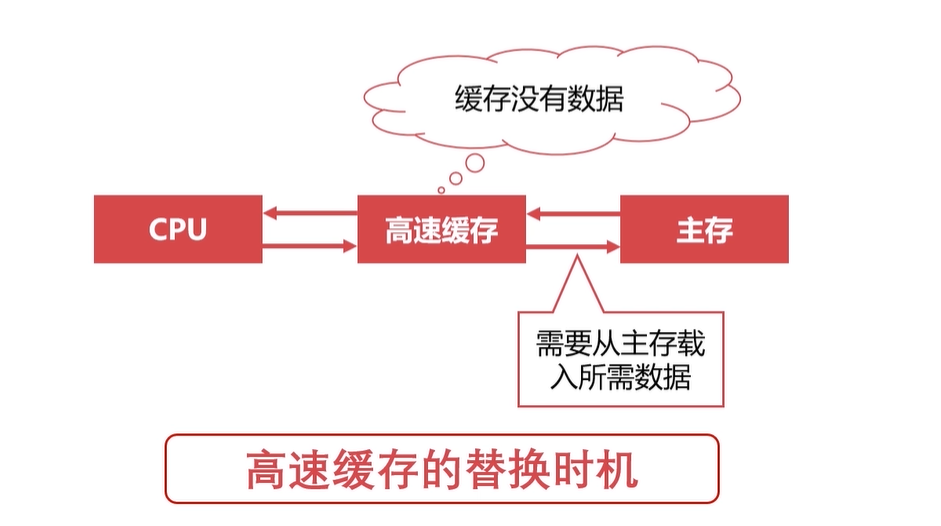 缓存没有数据
CPU
高速缓存
主存
需要从主存载
入所需数据
高速缓存的替换时机